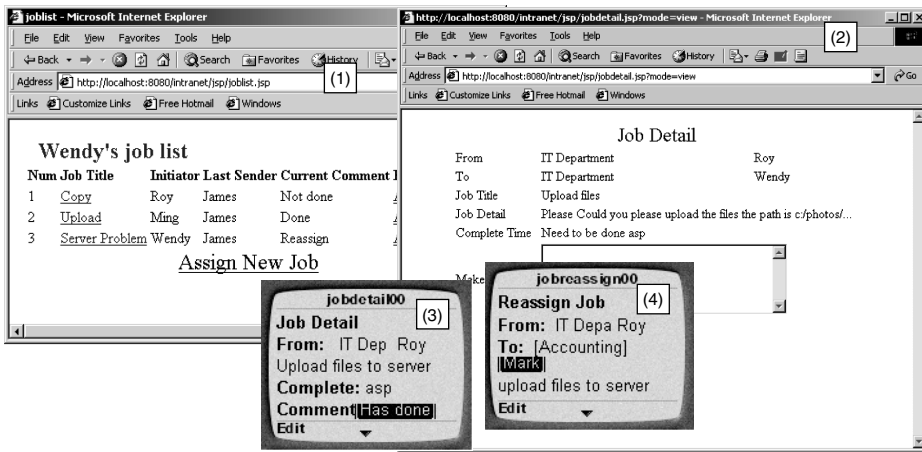 joblist - Microsoft Internet Explorer
File Edit View Favorites Tools Help
Back Search Favorites History
(1)
Address http://localhost:8080/intranet/jsp/joblist.jsp
Links Customize Links Free Hotmail Windows
Wendy's job list
Num Job Title Initiator Last Sender Current Comment
1 Copy Roy James Not done
2 Upload Ming James Done
3 Server Problem Wendy James Reassign
Assign New Job
http://localhost:8080/intranet/jsp/jobdetail.jsp?mode=view - Microsoft Internet Explorer
(2)
File Edit View Favorites Tools Help
Back Search Favorites History
Address http://localhost:8080/intranet/jsp/jobdetail.jsp?mode=view Go
Links Customize Links Free Hotmail Windows
Job Detail
From IT Department Roy
To IT Department Wendy
Job Title Upload files
Job Detail Please Could you please upload the files the path is c:/photos/...
Complete Time Need to be done asp
Make
jobdetail00
(3)
Job Detail
From: IT Dep Roy
Upload files to server
Complete: asp
Comment[Has done]
Edit
jobreassign00
(4)
Reassign Job
From: IT Depa Roy
To: [Accounting]
[Mark]
upload files to server
Edit